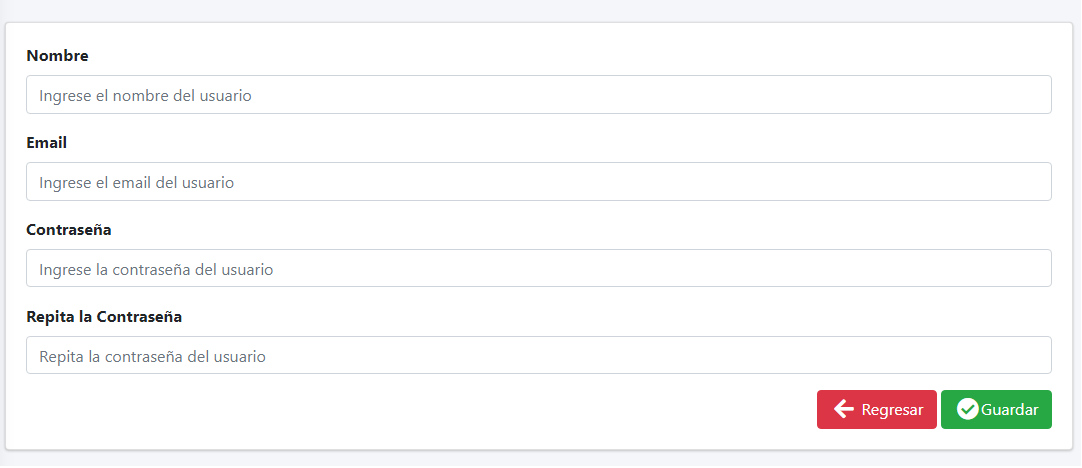 Nombre
Ingrese el nombre del usuario
Email
Ingrese el email del usuario
Contraseña
Ingrese la contraseña del usuario
Repita la Contraseña
Repita la contraseña del usuario
Regresar Guardar